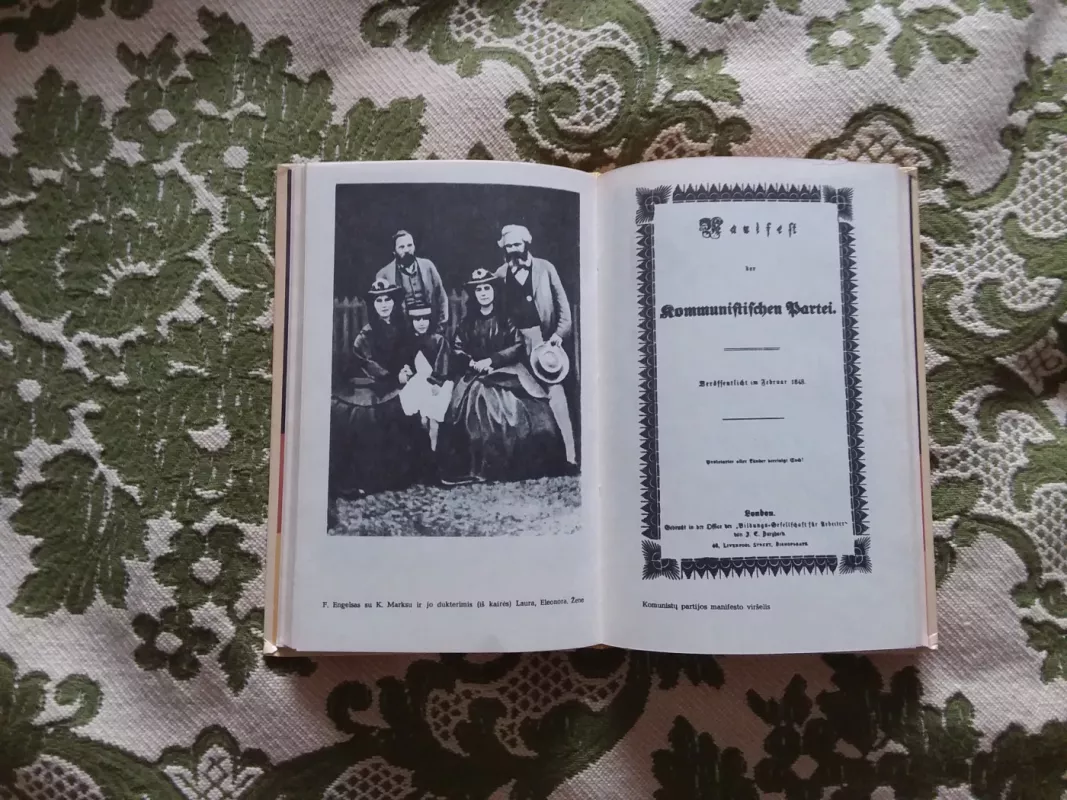 F. Engelsas su K. Marksu ir jo dukterimis (iš kairės) Laura, Eleonora, Žene
Manifest
der
Kommunistischen Partei.
Veröffentlicht im Februar 1848.
Proletarier aller Länder vereinigt Euch!
London.
Gedruckt in der Office der „Bildungs-Gesellschaft für Arbeiter"
von J. E. Burghard.
46, LIVERPOOL STREET, BISHOPSGATE.
Komunistų partijos manifesto viršelis